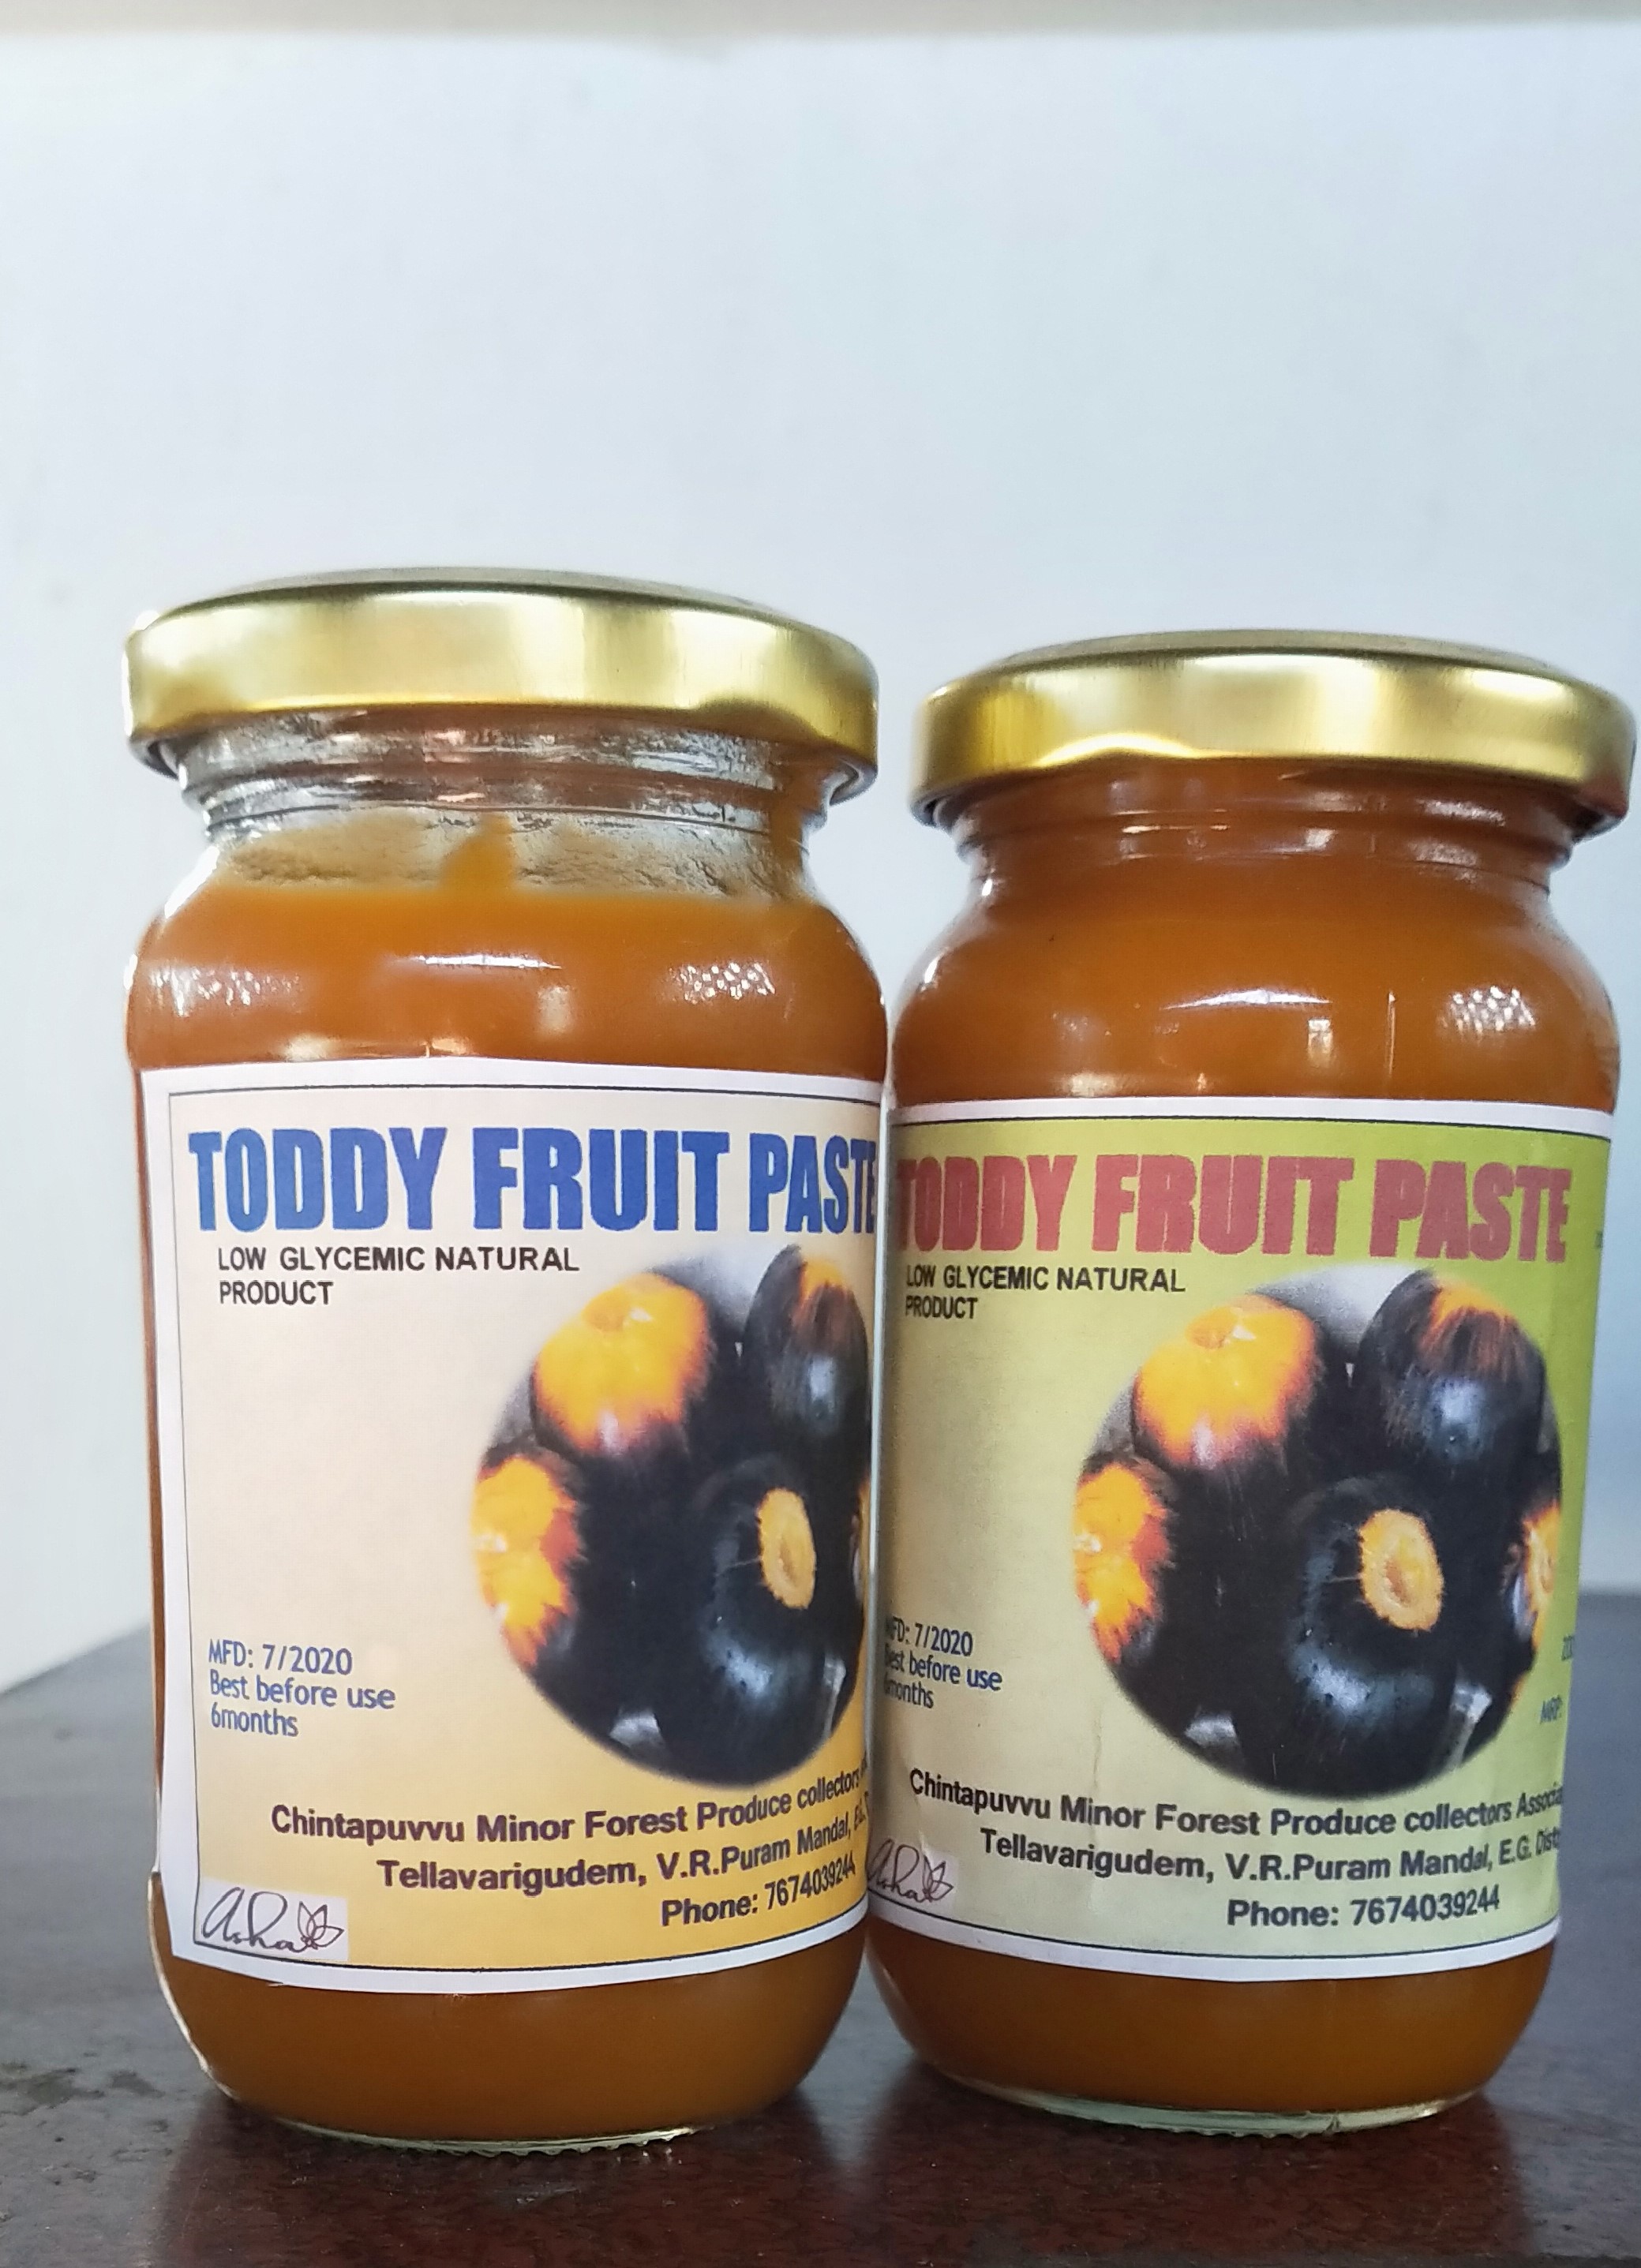 TODDY FRUIT PASTE
LOW GLYCEMIC NATURAL
PRODUCT
MFD: 7/2020
Best before use
6months
Chintapuvvu Minor Forest Produce collectors
Tellavarigudem, V.R.Puram Mandal,
Phone: 7674039244
Asha
TODDY FRUIT PASTE
LOW GLYCEMIC NATURAL
PRODUCT
MFD: 7/2020
Best before use
6months
MRP:
Chintapuvvu Minor Forest Produce collectors
Tellavarigudem, V.R.Puram Mandal, E.G.
Phone: 7674039244
Asha